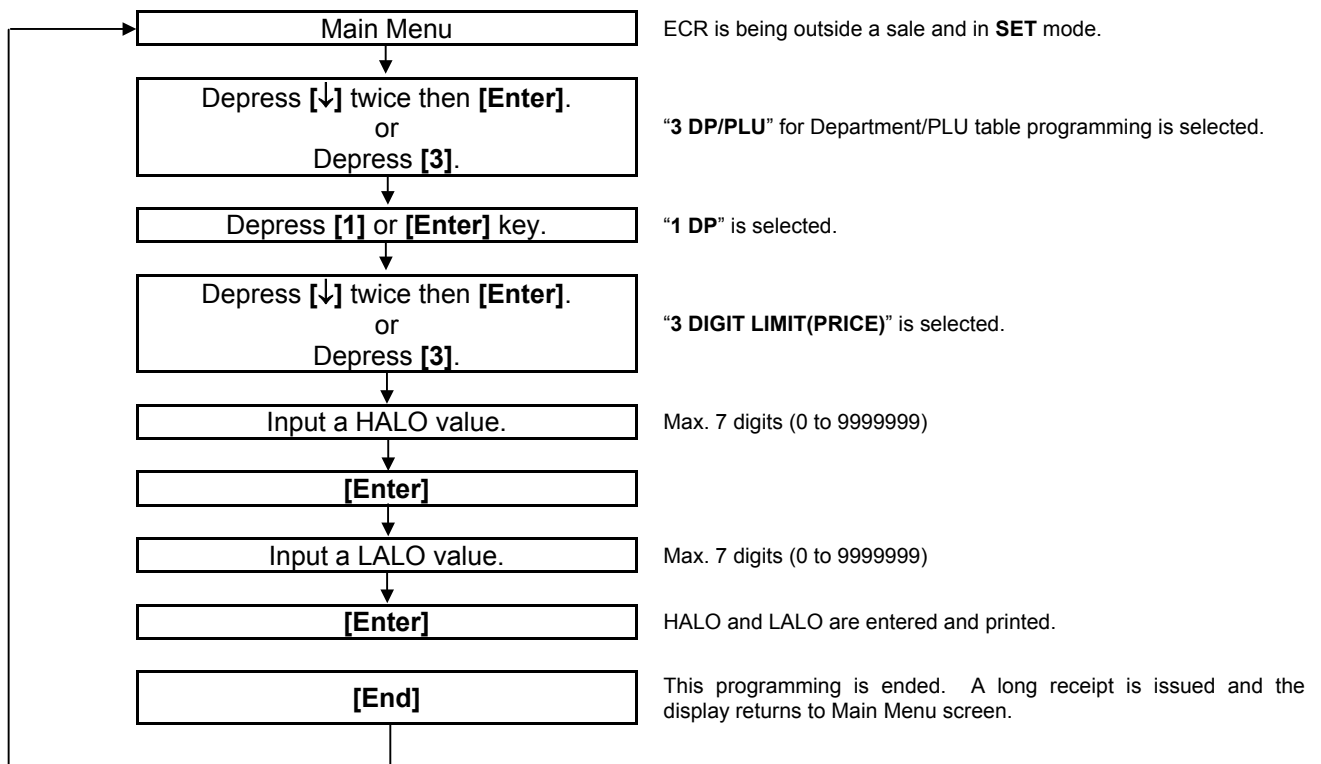 Main Menu
ECR is being outside a sale and in SET mode.
Depress [↓] twice then [Enter].
or
Depress [3].
“3 DP/PLU” for Department/PLU table programming is selected.
Depress [1] or [Enter] key.
“1 DP” is selected.
Depress [↓] twice then [Enter].
or
Depress [3].
“3 DIGIT LIMIT(PRICE)” is selected.
Input a HALO value.
Max. 7 digits (0 to 9999999)
[Enter]
Input a LALO value.
Max. 7 digits (0 to 9999999)
[Enter]
HALO and LALO are entered and printed.
[End]
This programming is ended. A long receipt is issued and the
display returns to Main Menu screen.